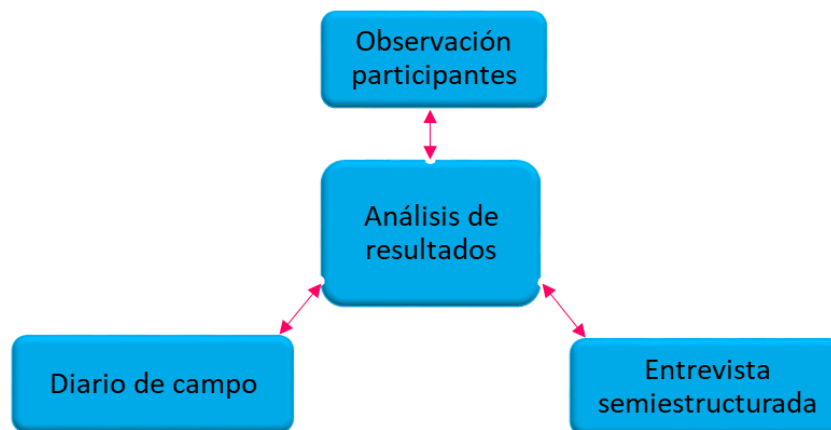 Observación
participantes
Análisis de
resultados
Diario de campo
Entrevista
semiestructurada